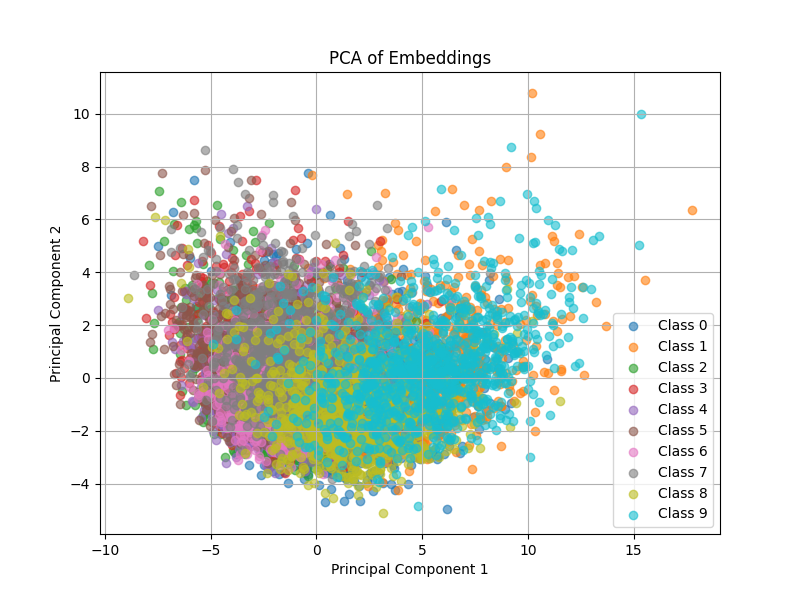 PCA of Embeddings
Principal Component 2
10
8
6
4
2
0
−2
−4
−10
−5
0
5
10
15
Principal Component 1
Class 0
Class 1
Class 2
Class 3
Class 4
Class 5
Class 6
Class 7
Class 8
Class 9